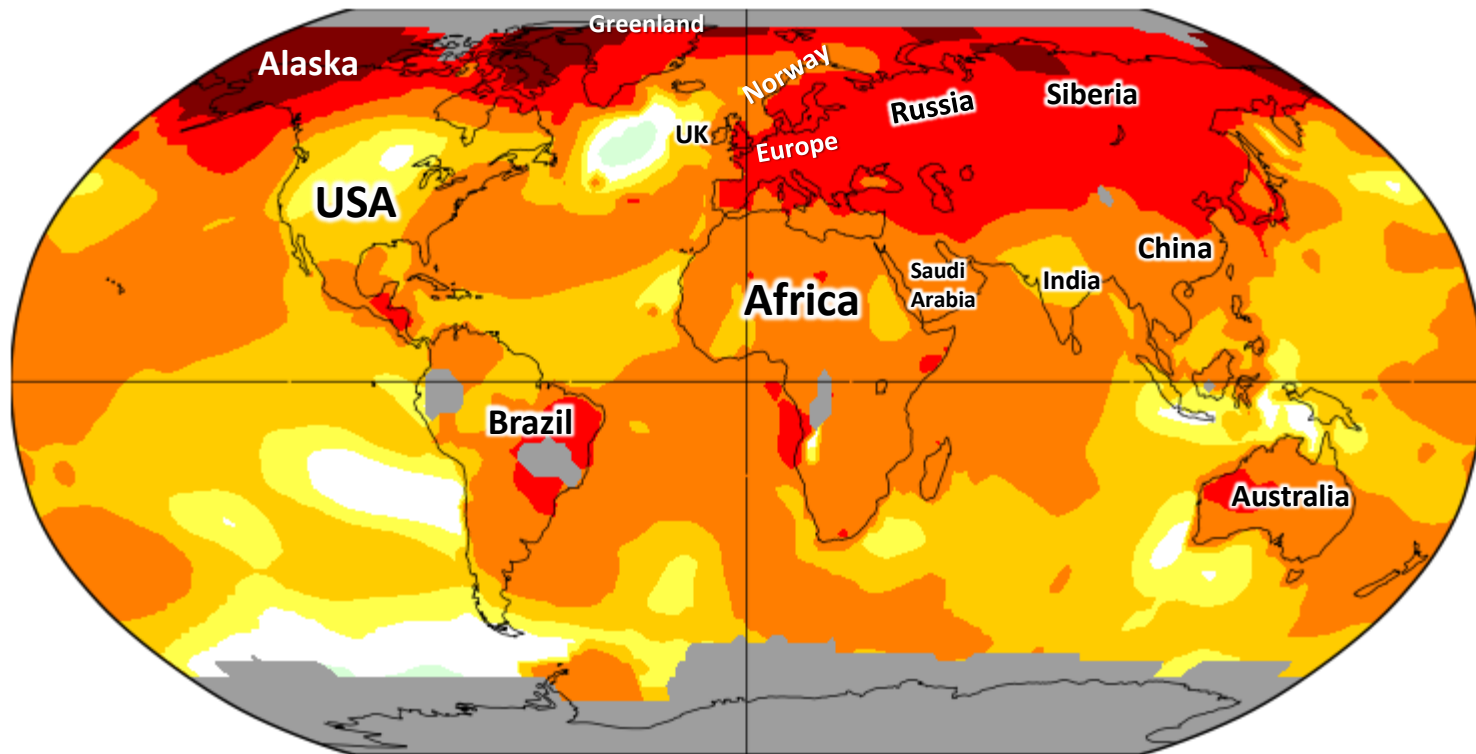 Greenland
Alaska
Norway
Russia
Siberia
UK
Europe
USA
China
Saudi
Arabia
India
Africa
Brazil
Australia